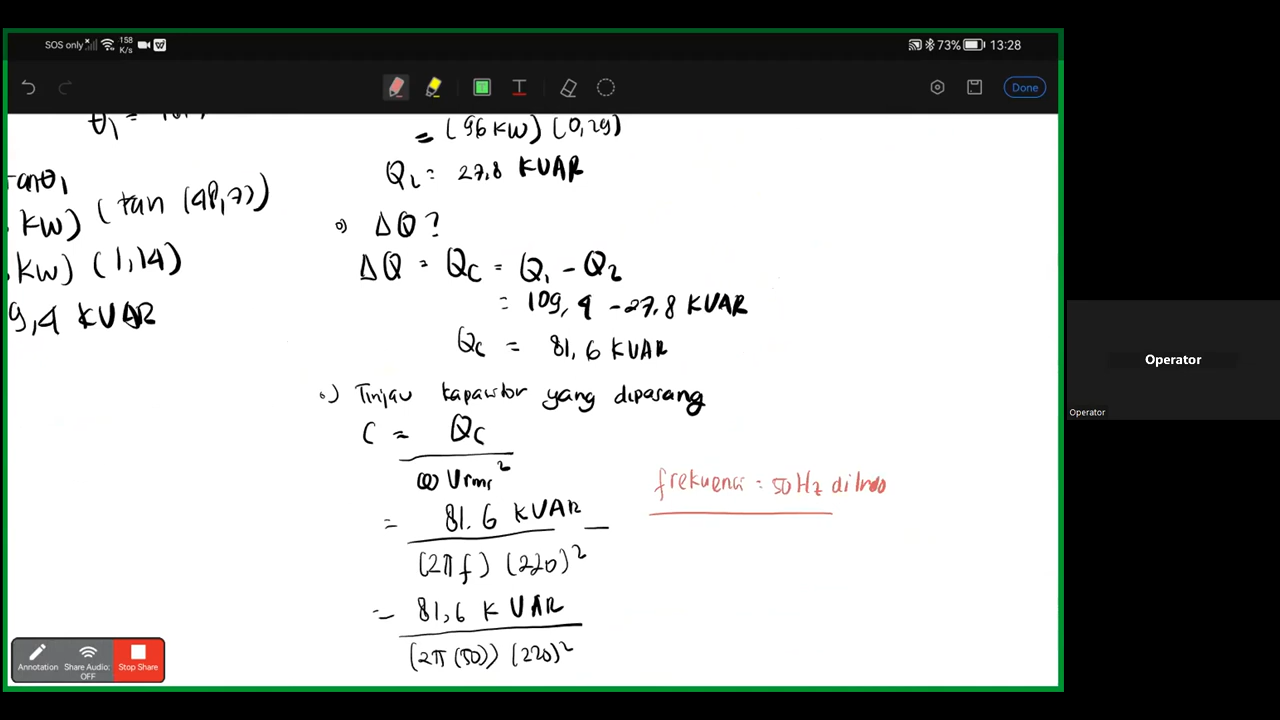 SOS only 158 K/s 73% 13:28
Done
θ1 =
= (96 KW) (0,29)
Q2 = 27,8 KVAR
tanθ1
KW) (tan (48,77)
KW) (1,14)
9,4 KVAR
o) ΔQ?
ΔQ = QC = Q1 - Q2
= 109,4 - 27,8 KVAR
QC = 81,6 KVAR
o) Tinjau kapasitor yang dipasang
C = QC
ω Vrms²
= 81.6 KVAR
(2πf) (220)²
= 81,6 KVAR
(2π(50)) (220)²
frekuensi = 50 Hz di Indo
Operator
Operator
Annotation
Share Audio: OFF
Stop Share